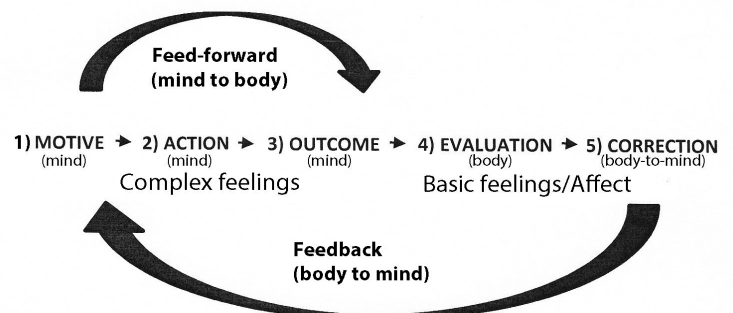 Feed-forward
(mind to body)
1) MOTIVE 2) ACTION 3) OUTCOME 4) EVALUATION 5) CORRECTION
(mind) (mind) (mind) (body) (body-to-mind)
Complex feelings Basic feelings/Affect
Feedback
(body to mind)